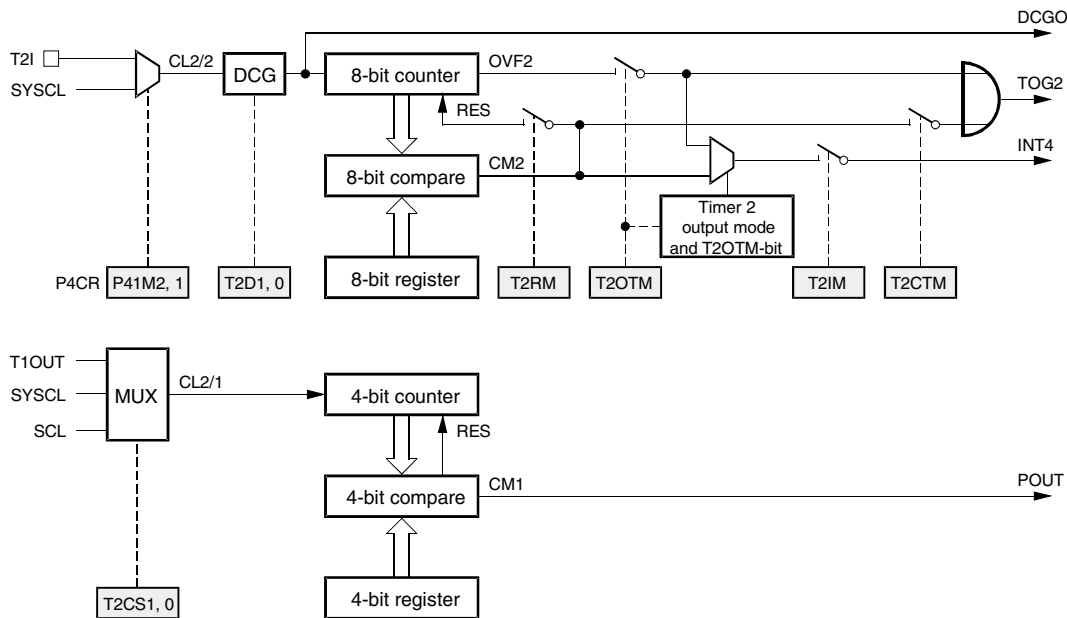 DCGO
T2I
CL2/2
DCG
8-bit counter
OVF2
TOG2
SYSCL
RES
INT4
8-bit compare
CM2
Timer 2
output mode
and T2OTM-bit
P4CR
P41M2, 1
T2D1, 0
8-bit register
T2RM
T2OTM
T2IM
T2CTM
T1OUT
SYSCL
SCL
MUX
CL2/1
4-bit counter
RES
4-bit compare
CM1
POUT
T2CS1, 0
4-bit register